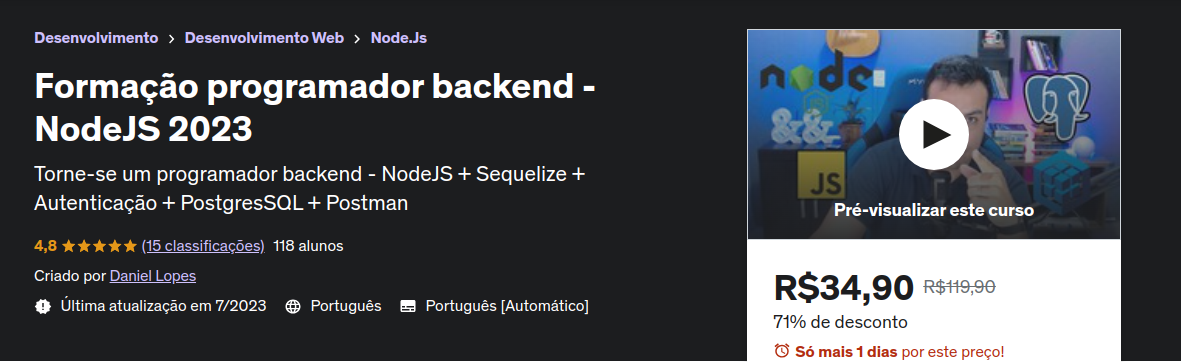 Desenvolvimento > Desenvolvimento Web > Node.Js
Formação programador backend -
NodeJS 2023
Torne-se um programador backend - NodeJS + Sequelize +
Autenticação + PostgresSQL + Postman
4,8 (15 classificações) 118 alunos
Criado por Daniel Lopes
Última atualização em 7/2023 Português Português [Automático]
node
JS
&&
JS
Pré-visualizar este curso
R$34,90 R$119,90
71% de desconto
Só mais 1 dias por este preço!